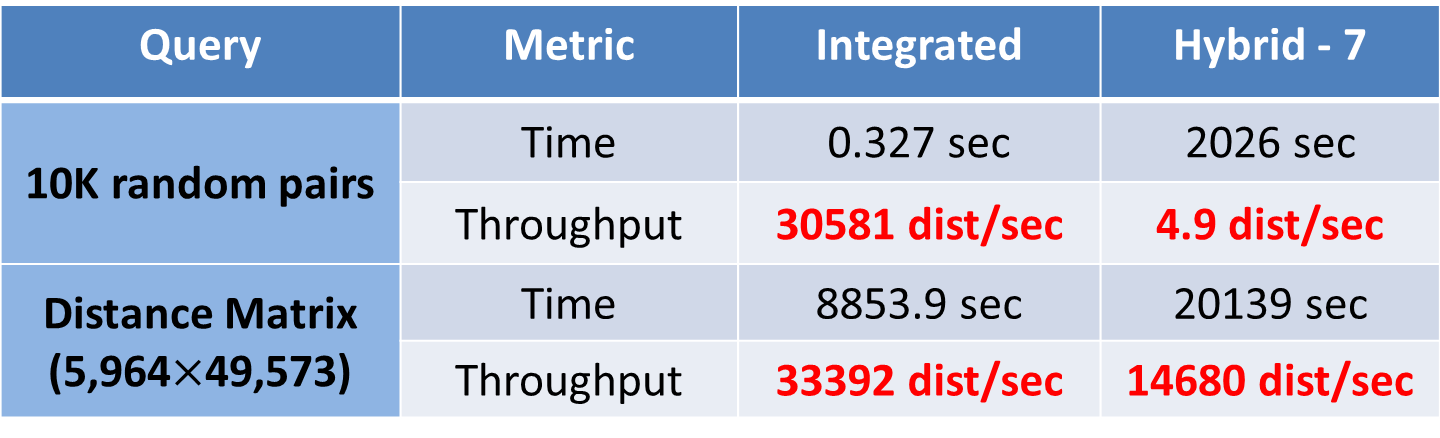 Query Metric Integrated Hybrid - 7
10K random pairs
Time 0.327 sec 2026 sec
Throughput 30581 dist/sec 4.9 dist/sec
Distance Matrix
(5,964×49,573)
Time 8853.9 sec 20139 sec
Throughput 33392 dist/sec 14680 dist/sec